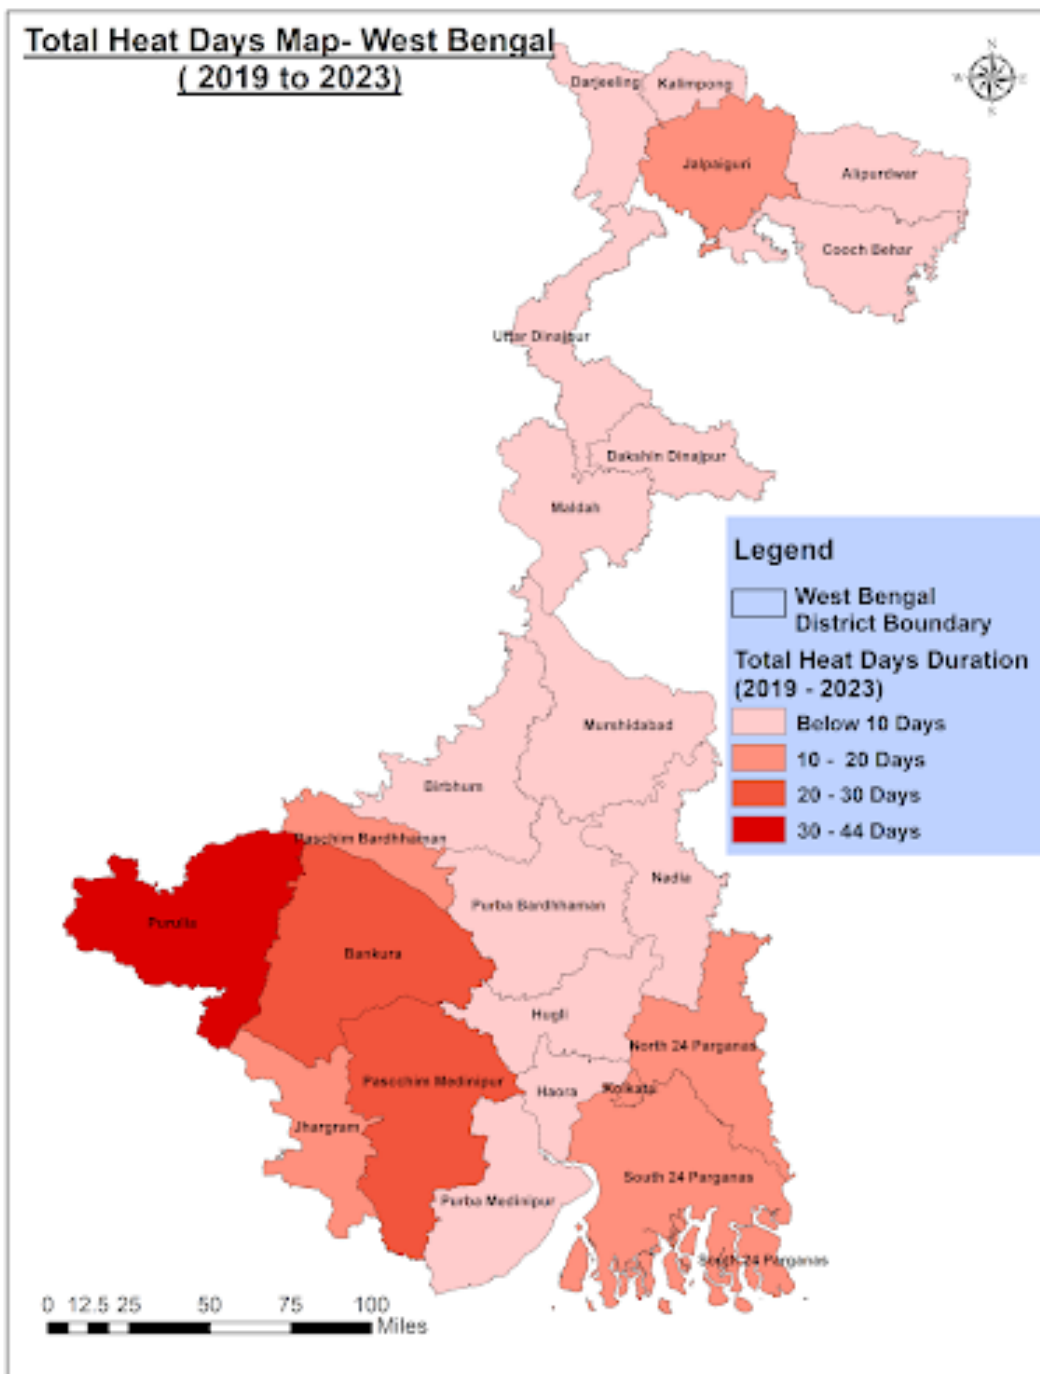 Total Heat Days Map- West Bengal
( 2019 to 2023)
N
W
E
Darjeeling
Kalimpong
Jalpaiguri
Alipurdwar
Cooch Behar
Uttar Dinajpur
Dakshin Dinajpur
Maldah
Legend
West Bengal
District Boundary
Total Heat Days Duration
(2019 - 2023)
Below 10 Days
10 - 20 Days
20 - 30 Days
30 - 44 Days
Murshidabad
Birbhum
Paschim Bardhhaman
Nadia
Purba Bardhhaman
Purulia
Bankura
Hugli
North 24 Parganas
Pascchim Medinipur
Haora
Kolkata
Jhargram
South 24 Parganas
Purba Medinipur
South 24 Parganas
0 12.5 25 50 75 100
Miles